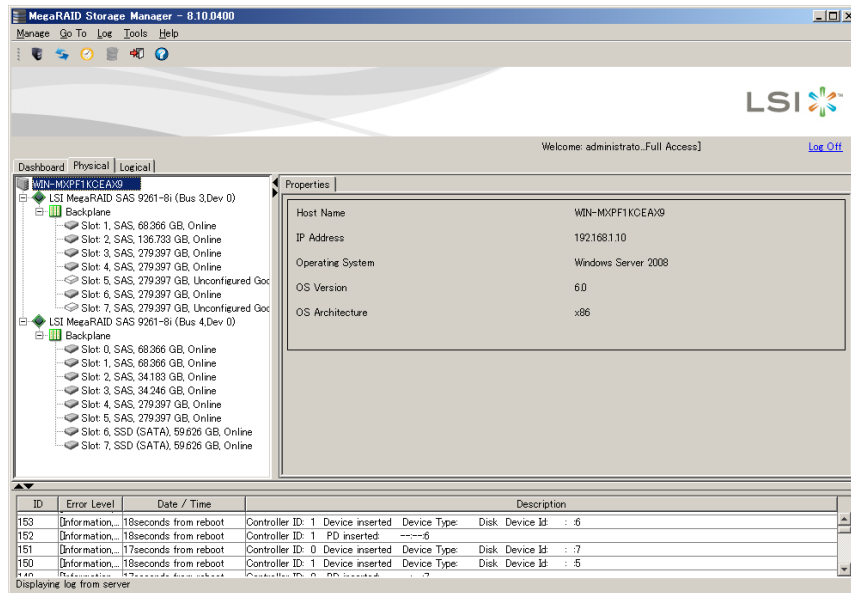 MegaRAID Storage Manager - 8.10.0400
Manage Go To Log Tools Help
LSI
Welcome: administrato..Full Access]
Log Off
Dashboard Physical Logical
WIN-MXPF1KCEAX9
LSI MegaRAID SAS 9261-8i (Bus 3,Dev 0)
Backplane
Slot: 1, SAS, 68.366 GB, Online
Slot: 2, SAS, 136.733 GB, Online
Slot: 3, SAS, 279.397 GB, Online
Slot: 4, SAS, 279.397 GB, Online
Slot: 5, SAS, 279.397 GB, Unconfigured Goo
Slot: 6, SAS, 279.397 GB, Online
Slot: 7, SAS, 279.397 GB, Unconfigured Goo
LSI MegaRAID SAS 9261-8i (Bus 4,Dev 0)
Backplane
Slot: 0, SAS, 68.366 GB, Online
Slot: 1, SAS, 68.366 GB, Online
Slot: 2, SAS, 34.183 GB, Online
Slot: 3, SAS, 34.246 GB, Online
Slot: 4, SAS, 279.397 GB, Online
Slot: 5, SAS, 279.397 GB, Online
Slot: 6, SSD (SATA), 59.626 GB, Online
Slot: 7, SSD (SATA), 59.626 GB, Online
Properties
Host Name WIN-MXPF1KCEAX9
IP Address 192.168.1.10
Operating System Windows Server 2008
OS Version 6.0
OS Architecture x86
ID Error Level Date / Time Description
153 [Information,... 18seconds from reboot Controller ID: 1 Device inserted Device Type: Disk Device Id: : :6
152 [Information,... 18seconds from reboot Controller ID: 1 PD inserted: --:--:6
151 [Information,... 17seconds from reboot Controller ID: 0 Device inserted Device Type: Disk Device Id: : :7
150 [Information,... 18seconds from reboot Controller ID: 1 Device inserted Device Type: Disk Device Id: : :5
Displaying log from server